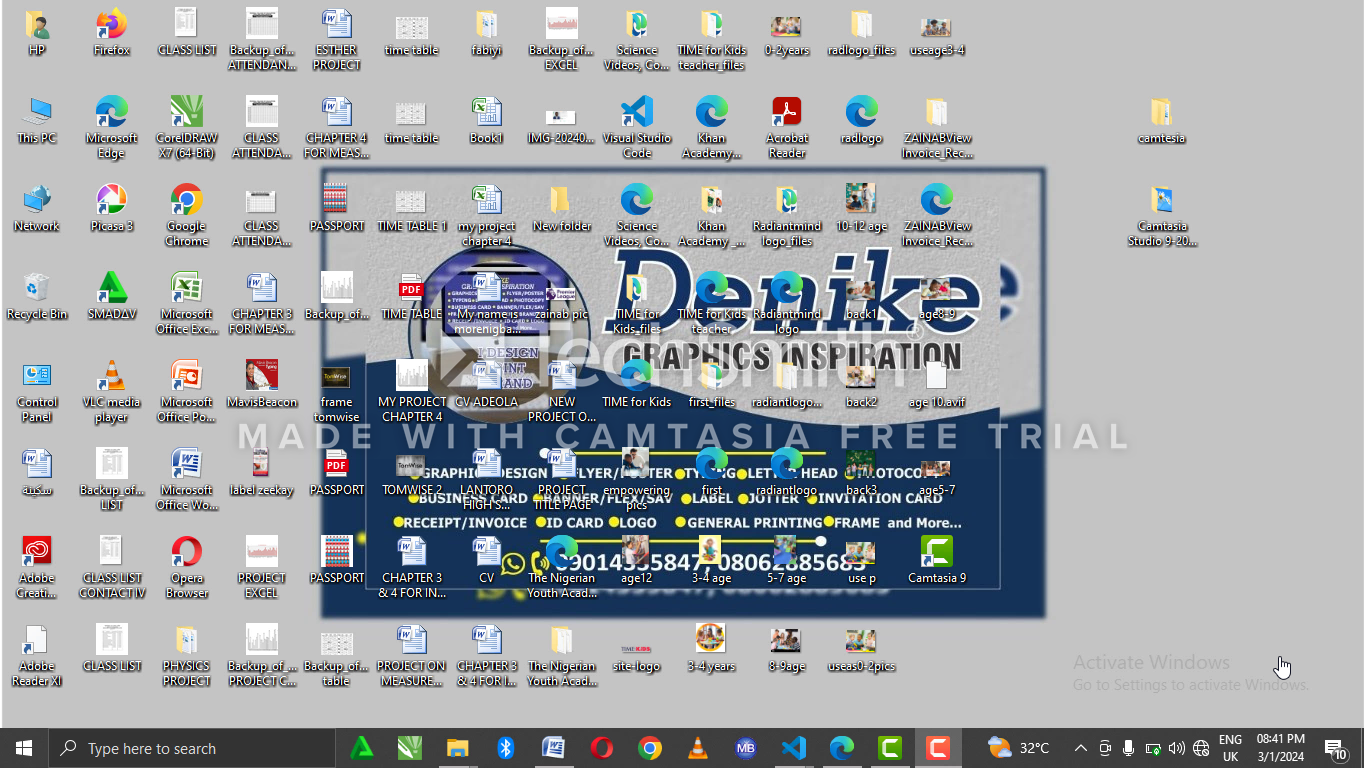 HP
Firefox
CLASS LIST
Backup_of...
ATTENDAN...
ESTHER
PROJECT
time table
fabiyi
Backup_of...
EXCEL
Science
Videos, Co...
TIME for Kids
teacher_files
0-2years
radlogo_files
useage3-4
This PC
Microsoft
Edge
CorelDRAW
X7 (64-Bit)
CLASS
ATTENDA...
CHAPTER 4
FOR MEAS...
time table
Book1
IMG-20240...
Visual Studio
Code
Khan
Academy...
Acrobat
Reader
radlogo
ZAINABView
Invoice_Rec...
camtesia
Network
Picasa 3
Google
Chrome
CLASS
ATTENDA...
PASSPORT
TIME TABLE 1
my project
chapter 4
New folder
Science
Videos, Co...
Khan
Academy _...
Radiantmind
logo_files
10-12 age
ZAINABView
Invoice_Rec...
Camtasia
Studio 9-20...
Recycle Bin
SMADΔV
Microsoft
Office Exc...
CHAPTER 3
FOR MEAS...
Backup_of...
TIME TABLE
My name is
morenigba...
zainab pic
TIME for
Kids_files
TIME for Kids
teacher
Radiantmind
logo
back1
age8-9
Denike
GRAPHICS INSPIRATION
TechSmith®
Control
Panel
VLC media
player
Microsoft
Office Po...
MavisBeacon
frame
tomwise
MY PROJECT
CHAPTER 4
CV ADEOLA
NEW
PROJECT O...
TIME for Kids
first_files
radiantlogo...
back2
age 10.avif
MADE WITH CAMTASIA FREE TRIAL
سكينة
Backup_of...
LIST
Microsoft
Office Wo...
label zeekay
PASSPORT
TOMWISE 2
LANTORO
HIGH S...
PROJECT
TITLE PAGE
empowering
pics
first
radiantlogo
back3
age5-7
GRAPHIC DESIGN FLYER/POSTER TYPING LETTER HEAD PHOTOCOPY
BUSINESS CARD BANNER/FLEX/SAV LABEL JOTTER INVITATION CARD
RECEIPT/INVOICE ID CARD LOGO GENERAL PRINTING FRAME and More...
Adobe
Creati...
CLASS LIST
CONTACT IV
Opera
Browser
PROJECT
EXCEL
PASSPORT
CHAPTER 3
& 4 FOR IN...
CV
The Nigerian
Youth Acad...
age12
3-4 age
5-7 age
use p
Camtasia 9
Adobe
Reader XI
CLASS LIST
PHYSICS
PROJECT
Backup_of_...
PROJECT C...
Backup_of...
table
PROJECT ON
MEASURE...
CHAPTER 3
& 4 FOR I...
The Nigerian
Youth Acad...
site-logo
3-4 years
8-9age
useas0-2pics
Activate Windows
Go to Settings to activate Windows.
Type here to search
MB
32°C
ENG
UK
08:41 PM
3/1/2024
10